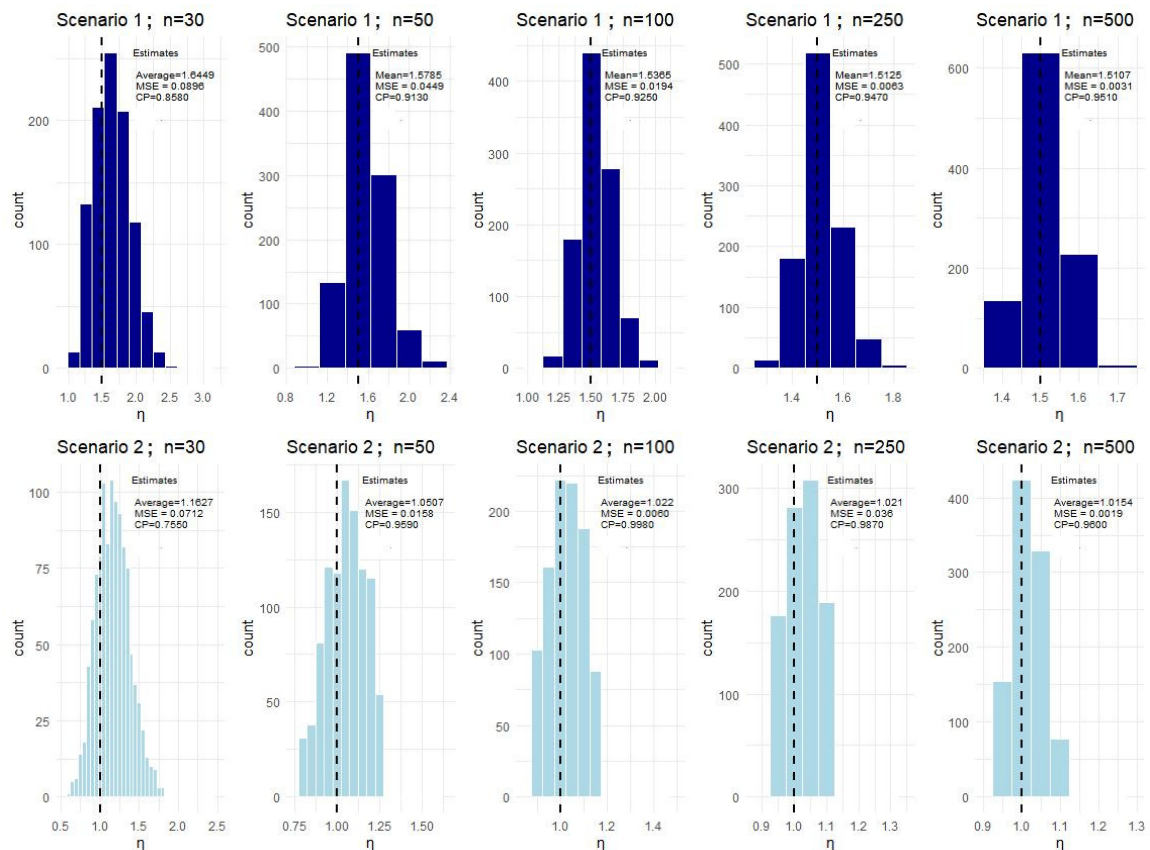 Scenario 1 ; n=30
Estimates
Average=1.6449
MSE = 0.0896
CP=0.8580
count
200
100
0
1.0 1.5 2.0 2.5 3.0
η
Scenario 1 ; n=50
Estimates
Mean=1.5785
MSE = 0.0449
CP=0.9130
count
500
400
300
200
100
0
0.8 1.2 1.6 2.0 2.4
η
Scenario 1 ; n=100
Estimates
Mean=1.5365
MSE = 0.0194
CP=0.9250
count
400
300
200
100
0
1.00 1.25 1.50 1.75 2.00
η
Scenario 1 ; n=250
Estimates
Mean=1.5125
MSE = 0.0063
CP=0.9470
count
500
400
300
200
100
0
1.4 1.6 1.8
η
Scenario 1 ; n=500
Estimates
Mean=1.5107
MSE = 0.0031
CP=0.9510
count
600
400
200
0
1.4 1.5 1.6 1.7
η
Scenario 2 ; n=30
Estimates
Average=1.1627
MSE = 0.0712
CP=0.7550
count
100
75
50
25
0
0.5 1.0 1.5 2.0 2.5
η
Scenario 2 ; n=50
Estimates
Average=1.0507
MSE = 0.0158
CP=0.9590
count
150
100
50
0
0.75 1.00 1.25 1.50
η
Scenario 2 ; n=100
Estimates
Average=1.022
MSE = 0.0060
CP=0.9980
count
200
150
100
50
0
1.0 1.2 1.4
η
Scenario 2 ; n=250
Estimates
Average=1.021
MSE = 0.036
CP=0.9870
count
300
200
100
0
0.9 1.0 1.1 1.2 1.3
η
Scenario 2 ; n=500
Estimates
Average=1.0154
MSE = 0.0019
CP=0.9600
count
400
300
200
100
0
0.9 1.0 1.1 1.2 1.3
η